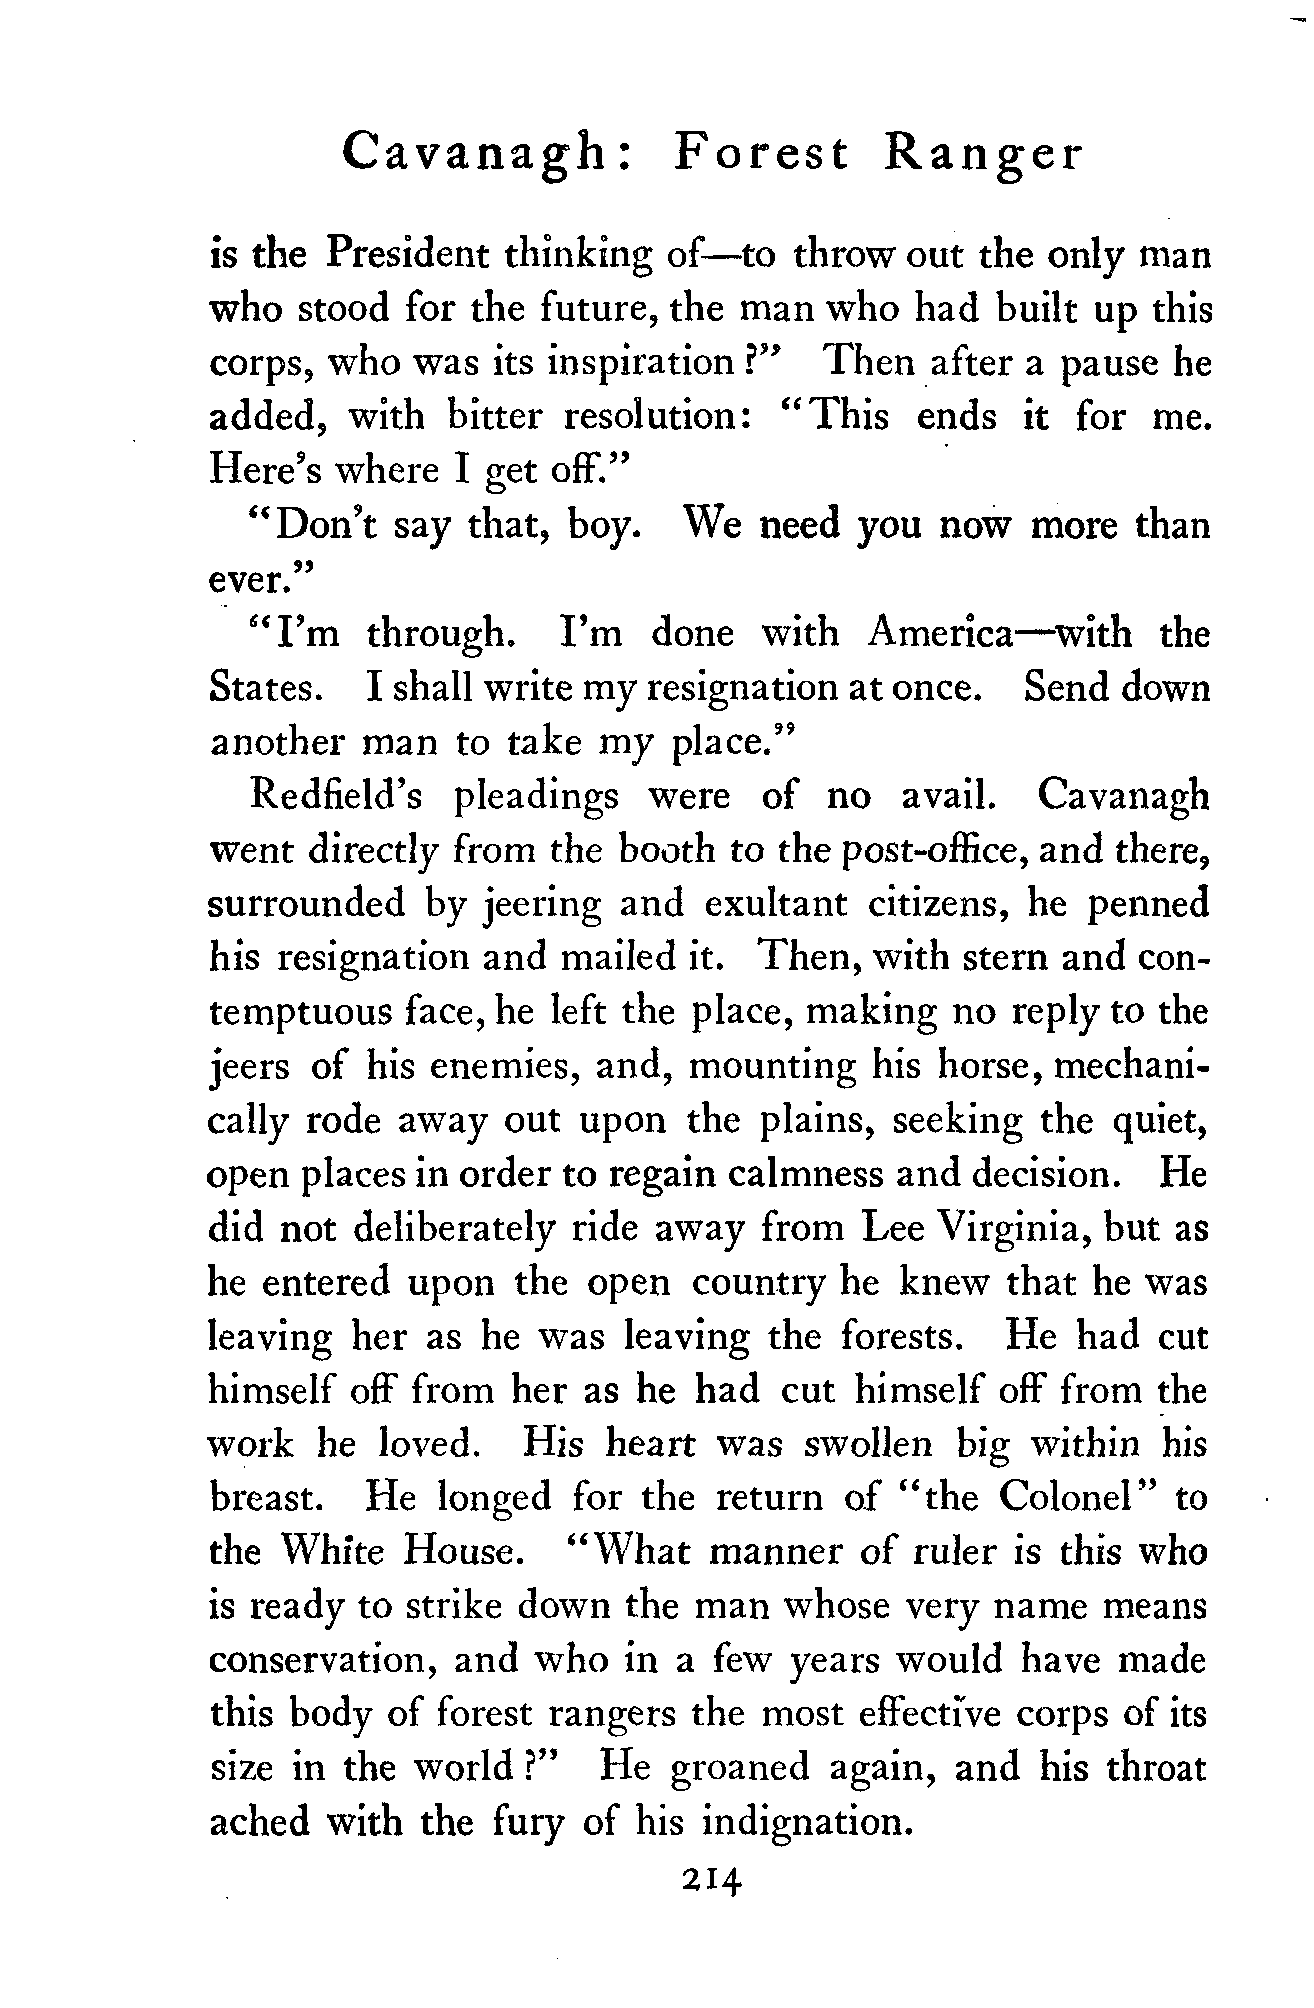 Cavanagh: Forest Ranger
is the President thinking of—to throw out the only man
who stood for the future, the man who had built up this
corps, who was its inspiration?" Then after a pause he
added, with bitter resolution: "This ends it for me.
Here's where I get off."
"Don't say that, boy. We need you now more than
ever."
"I'm through. I'm done with America—with the
States. I shall write my resignation at once. Send down
another man to take my place."
Redfield's pleadings were of no avail. Cavanagh
went directly from the booth to the post-office, and there,
surrounded by jeering and exultant citizens, he penned
his resignation and mailed it. Then, with stern and con-
temptuous face, he left the place, making no reply to the
jeers of his enemies, and, mounting his horse, mechani-
cally rode away out upon the plains, seeking the quiet,
open places in order to regain calmness and decision. He
did not deliberately ride away from Lee Virginia, but as
he entered upon the open country he knew that he was
leaving her as he was leaving the forests. He had cut
himself off from her as he had cut himself off from the
work he loved. His heart was swollen big within his
breast. He longed for the return of "the Colonel" to
the White House. "What manner of ruler is this who
is ready to strike down the man whose very name means
conservation, and who in a few years would have made
this body of forest rangers the most effective corps of its
size in the world?" He groaned again, and his throat
ached with the fury of his indignation.
214